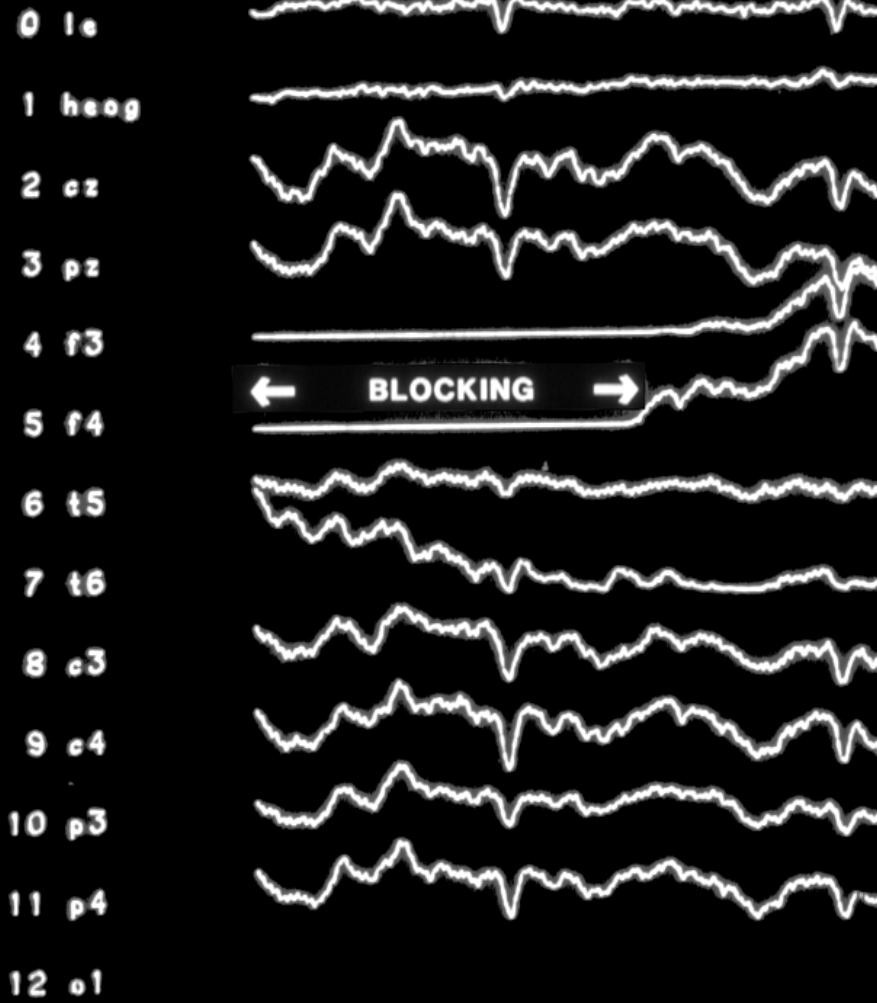 0 le
1 heog
2 cz
3 pz
4 f3
← BLOCKING →
5 f4
6 t5
7 t6
8 c3
9 c4
10 p3
11 p4
12 o1